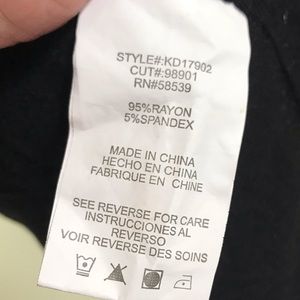 STYLE#:KD17902
CUT#:98901
RN#58539
95%RAYON
5%SPANDEX
MADE IN CHINA
HECHO EN CHINA
FABRIQUE EN CHINE
SEE REVERSE FOR CARE
INSTRUCCIONES AL
REVERSO
VOIR REVERSE DES SOINS